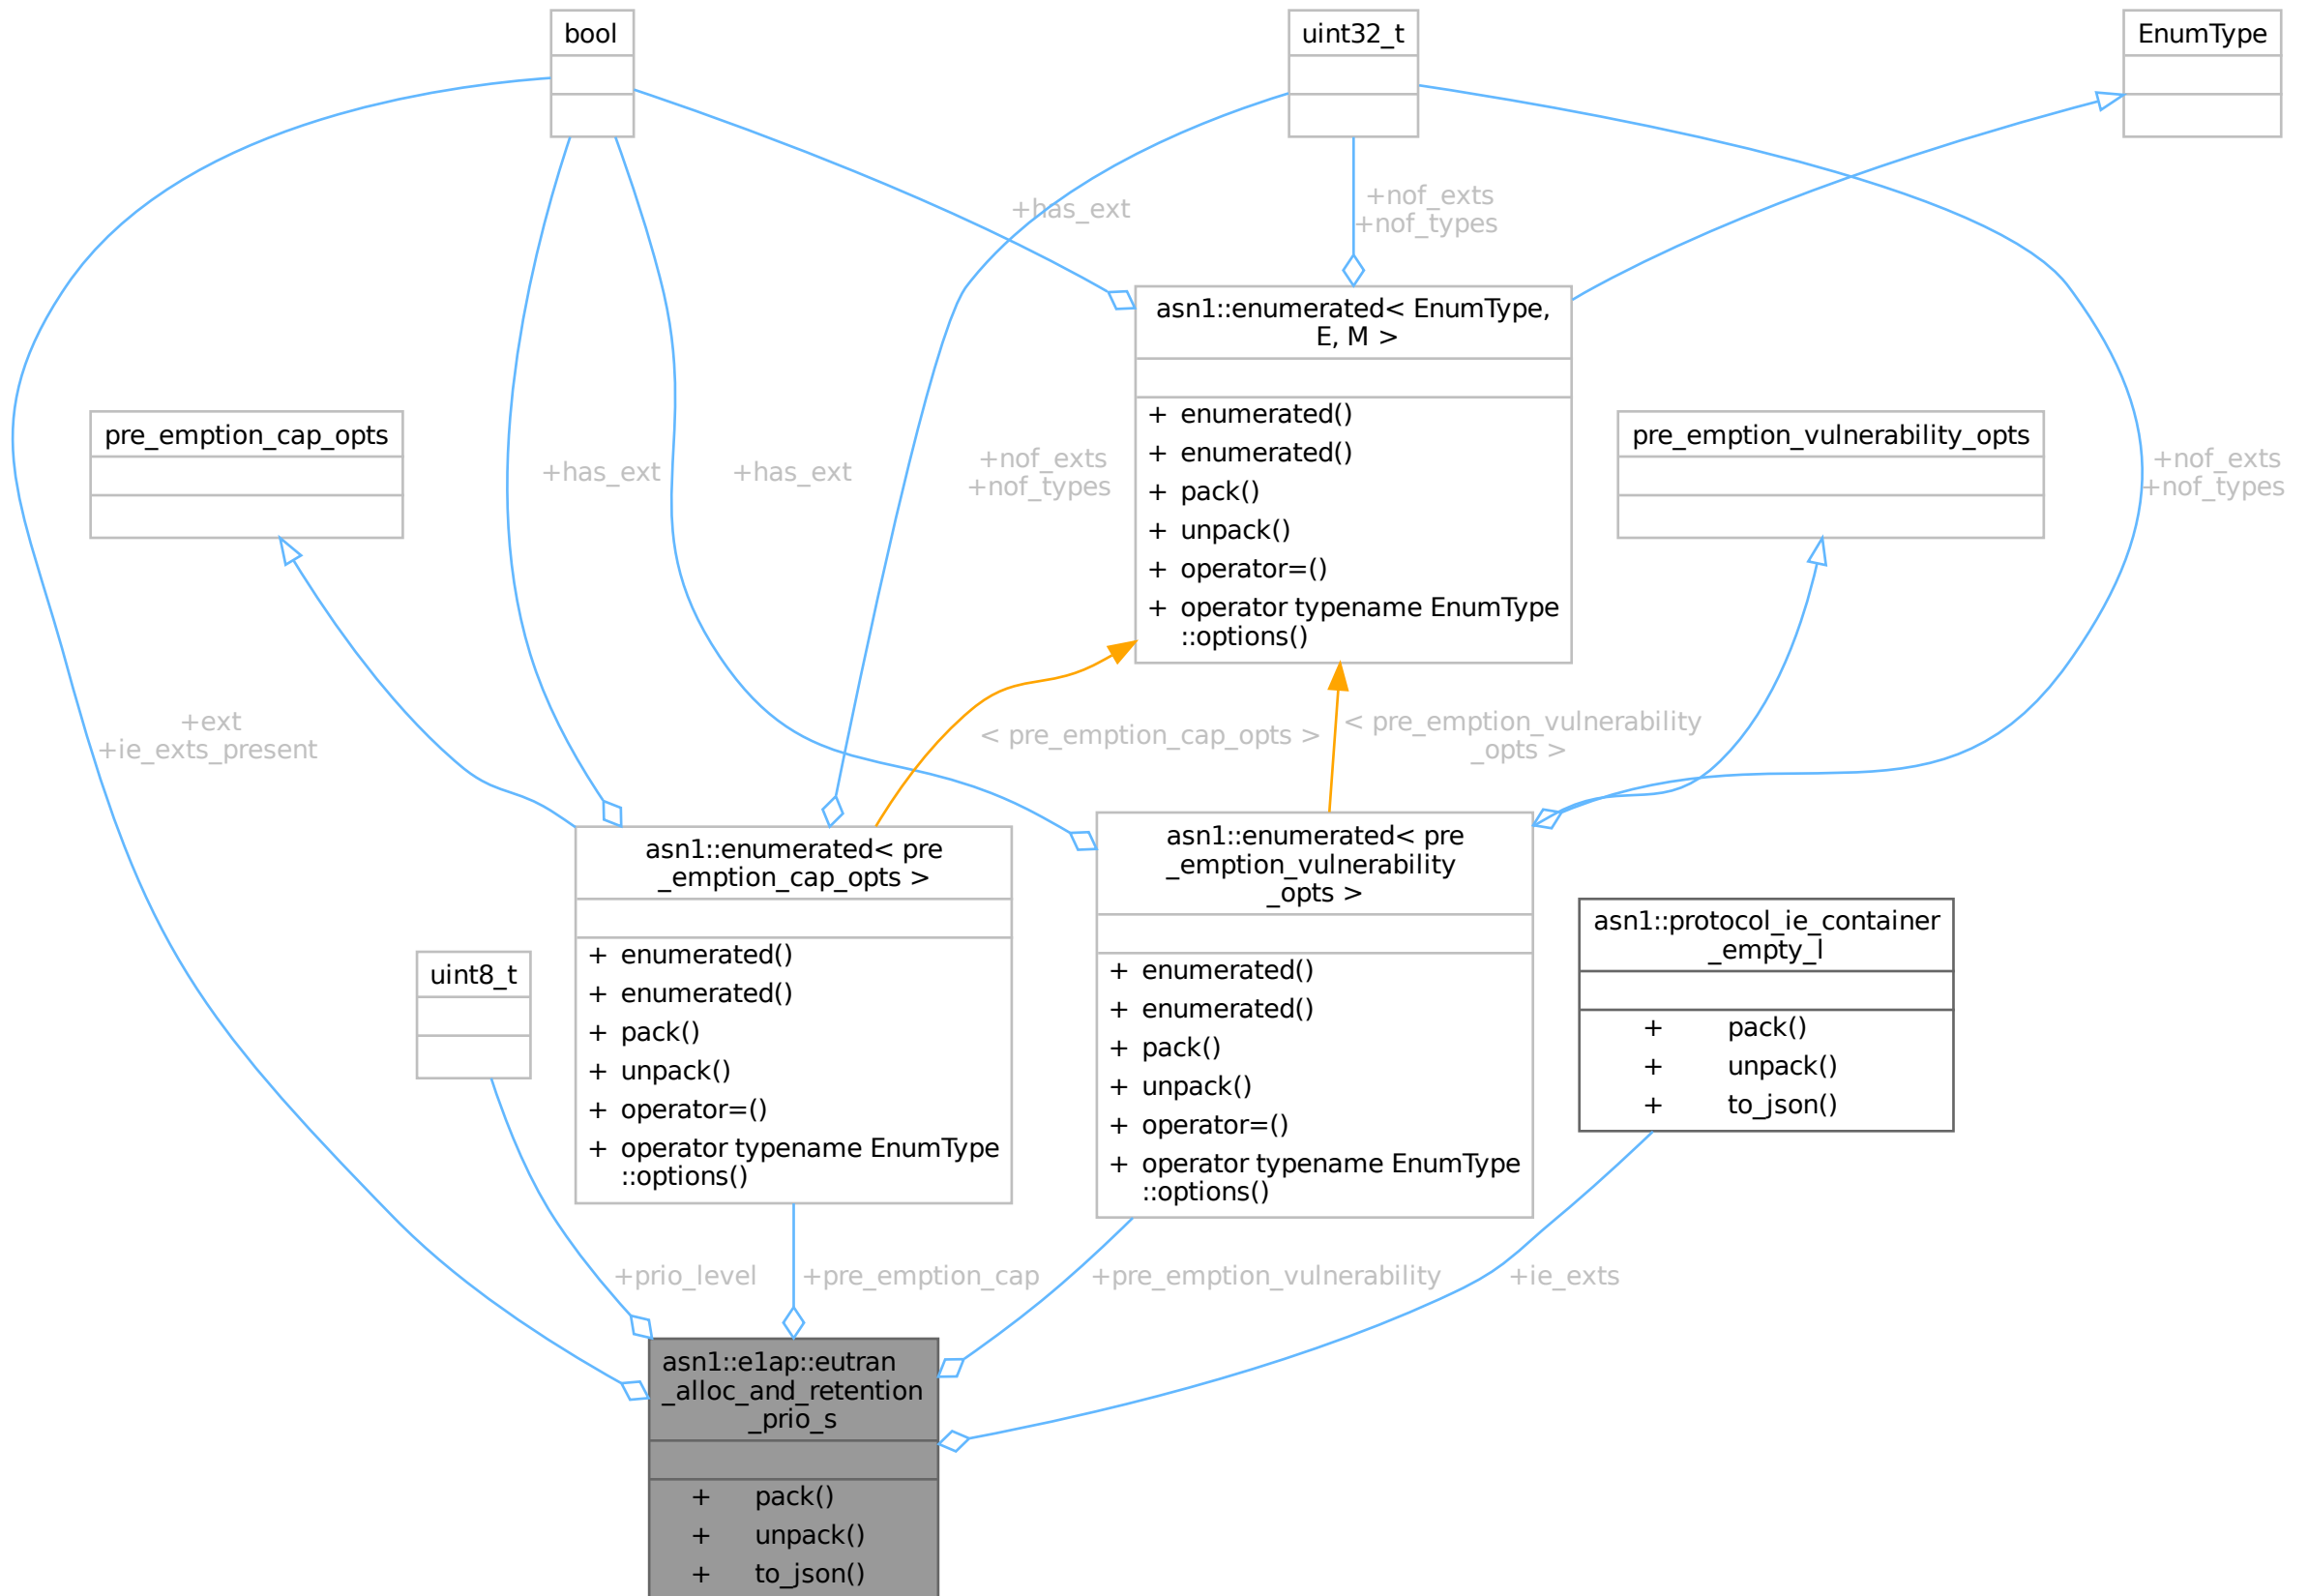 bool
uint32_t
EnumType
+has_ext
+nof_exts
+nof_types
asn1::enumerated< EnumType,
E, M >
+ enumerated()
+ enumerated()
+ pack()
+ unpack()
+ operator=()
+ operator typename EnumType
::options()
pre_emption_cap_opts
pre_emption_vulnerability_opts
+has_ext
+has_ext
+nof_exts
+nof_types
+nof_exts
+nof_types
+ext
+ie_exts_present
< pre_emption_cap_opts >
< pre_emption_vulnerability
_opts >
asn1::enumerated< pre
_emption_cap_opts >
+ enumerated()
+ enumerated()
+ pack()
+ unpack()
+ operator=()
+ operator typename EnumType
::options()
asn1::enumerated< pre
_emption_vulnerability
_opts >
+ enumerated()
+ enumerated()
+ pack()
+ unpack()
+ operator=()
+ operator typename EnumType
::options()
asn1::protocol_ie_container
_empty_l
+ pack()
+ unpack()
+ to_json()
uint8_t
+prio_level
+pre_emption_cap
+pre_emption_vulnerability
+ie_exts
asn1::e1ap::eutran
_alloc_and_retention
_prio_s
+ pack()
+ unpack()
+ to_json()